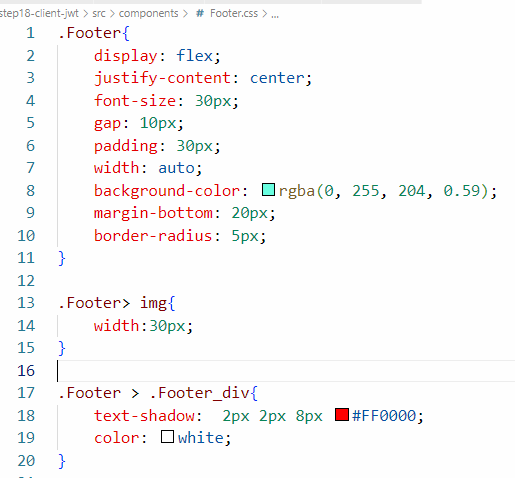 step18-client-jwt > src > components > # Footer.css > ...
1 .Footer{
2 display: flex;
3 justify-content: center;
4 font-size: 30px;
5 gap: 10px;
6 padding: 30px;
7 width: auto;
8 background-color: rgba(0, 255, 204, 0.59);
9 margin-bottom: 20px;
10 border-radius: 5px;
11 }
12
13 .Footer> img{
14 width:30px;
15 }
16
17 .Footer > .Footer_div{
18 text-shadow:  2px 2px 8px #FF0000;
19 color: white;
20 }